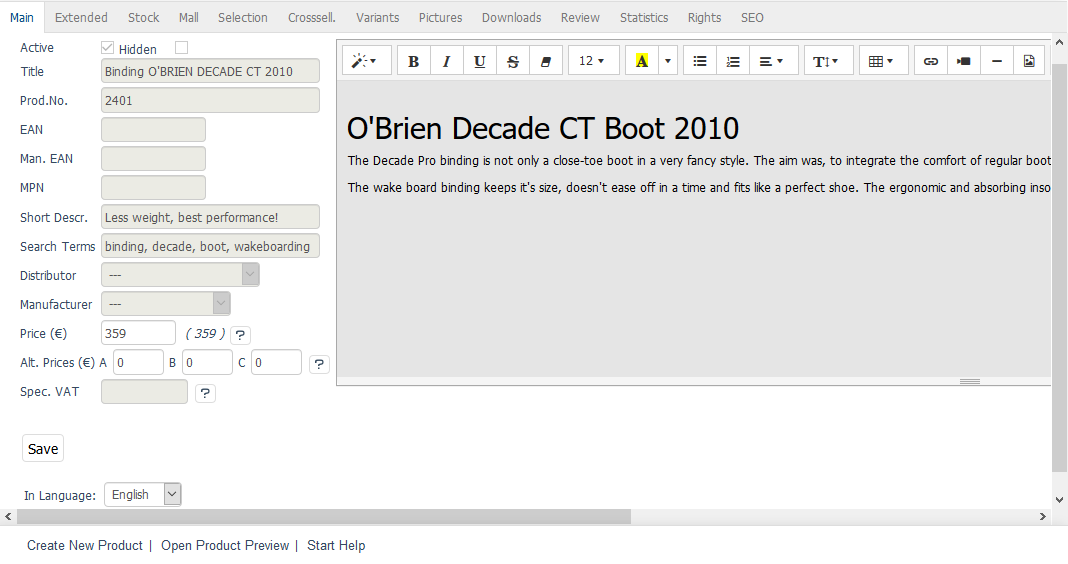 Main Extended Stock Mall Selection Crosssell. Variants Pictures Downloads Review Statistics Rights SEO
Active Hidden
Title Binding O'BRIEN DECADE CT 2010
Prod.No. 2401
EAN
Man. EAN
MPN
Short Descr. Less weight, best performance!
Search Terms binding, decade, boot, wakeboarding
Distributor ---
Manufacturer ---
Price (€) 359 ( 359 ) ?
Alt. Prices (€) A 0 B 0 C 0 ?
Spec. VAT ?
Save
In Language: English
B I U S 12 A T
O'Brien Decade CT Boot 2010
The Decade Pro binding is not only a close-toe boot in a very fancy style. The aim was, to integrate the comfort of regular boot
The wake board binding keeps it's size, doesn't ease off in a time and fits like a perfect shoe. The ergonomic and absorbing inso
Create New Product | Open Product Preview | Start Help